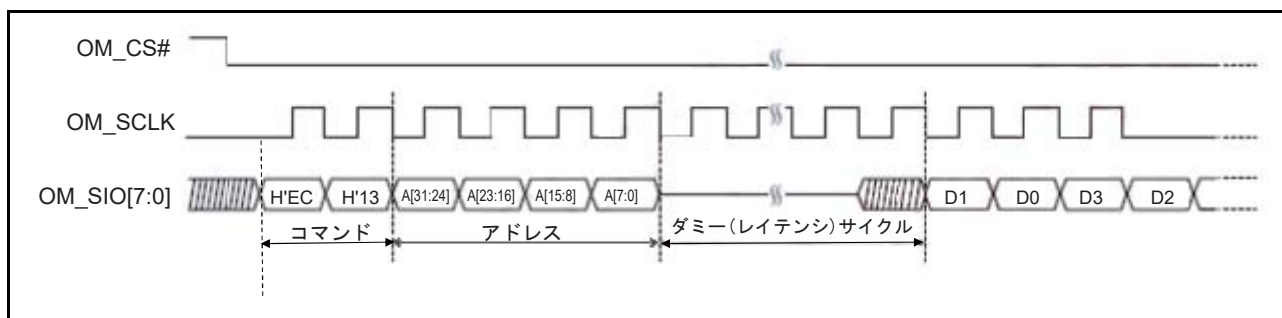 OM_CS#
OM_SCLK
OM_SIO[7:0] H'EC H'13 A[31:24] A[23:16] A[15:8] A[7:0] D1 D0 D3 D2
コマンド アドレス ダミー(レイテンシ)サイクル